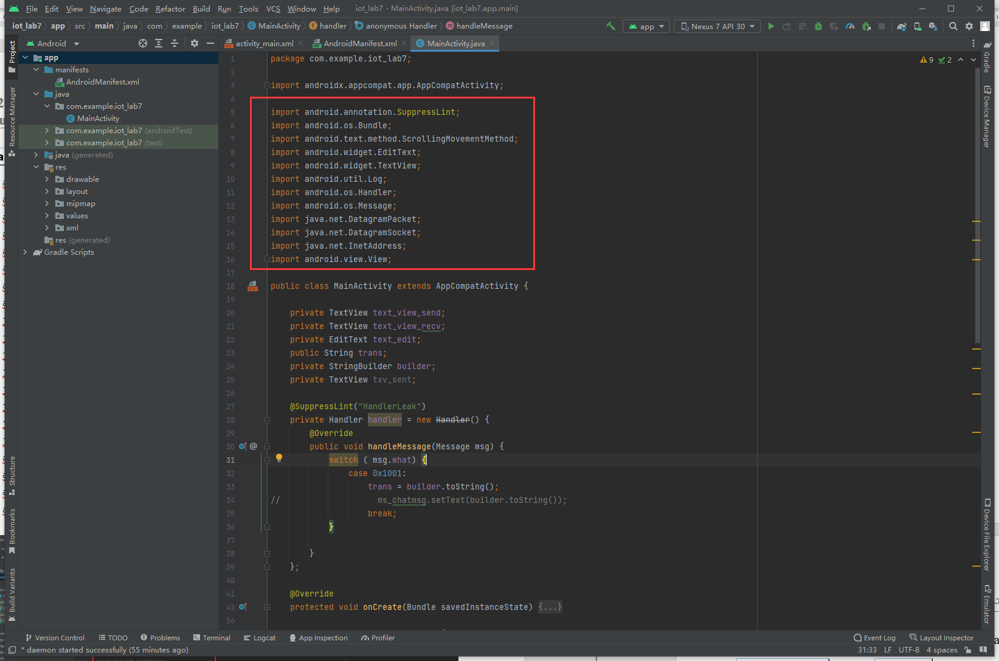 File Edit View Navigate Code Refactor Build Run Tools VCS Window Help iot_lab7 - MainActivity.java [iot_lab7.app.main]
iot_lab7 app src main java com example iot_lab7 MainActivity handler anonymous Handler handleMessage app Nexus 7 API 30
Android activity_main.xml AndroidManifest.xml MainActivity.java
Project
Resource Manager
Structure
Bookmarks
Build Variants
app
manifests
AndroidManifest.xml
java
com.example.iot_lab7
MainActivity
com.example.iot_lab7 (androidTest)
com.example.iot_lab7 (test)
java (generated)
res
drawable
layout
mipmap
values
xml
res (generated)
Gradle Scripts
9 2
1 package com.example.iot_lab7;
2
3 import androidx.appcompat.app.AppCompatActivity;
4
5 import android.annotation.SuppressLint;
6 import android.os.Bundle;
7 import android.text.method.ScrollingMovementMethod;
8 import android.widget.EditText;
9 import android.widget.TextView;
10 import android.util.Log;
11 import android.os.Handler;
12 import android.os.Message;
13 import java.net.DatagramPacket;
14 import java.net.DatagramSocket;
15 import java.net.InetAddress;
16 import android.view.View;
17
18 public class MainActivity extends AppCompatActivity {
19
20 private TextView text_view_send;
21 private TextView text_view_recv;
22 private EditText text_edit;
23 public String trans;
24 private StringBuilder builder;
25 private TextView txv_sent;
26
27 @SuppressLint("HandlerLeak")
28 private Handler handler = new Handler() {
29 @Override
30 @ public void handleMessage(Message msg) {
31 switch ( msg.what) {
32 case 0x1001:
33 trans = builder.toString();
34 // ms_chatmsg.setText(builder.toString());
35 break;
36 }
37
38 }
39 };
40
41 @Override
42 protected void onCreate(Bundle savedInstanceState) {...}
56
Gradle
Device Manager
Device File Explorer
Emulator
Version Control TODO Problems Terminal Logcat App Inspection Profiler Event Log Layout Inspector
* daemon started successfully (55 minutes ago) 31:33 LF UTF-8 4 spaces